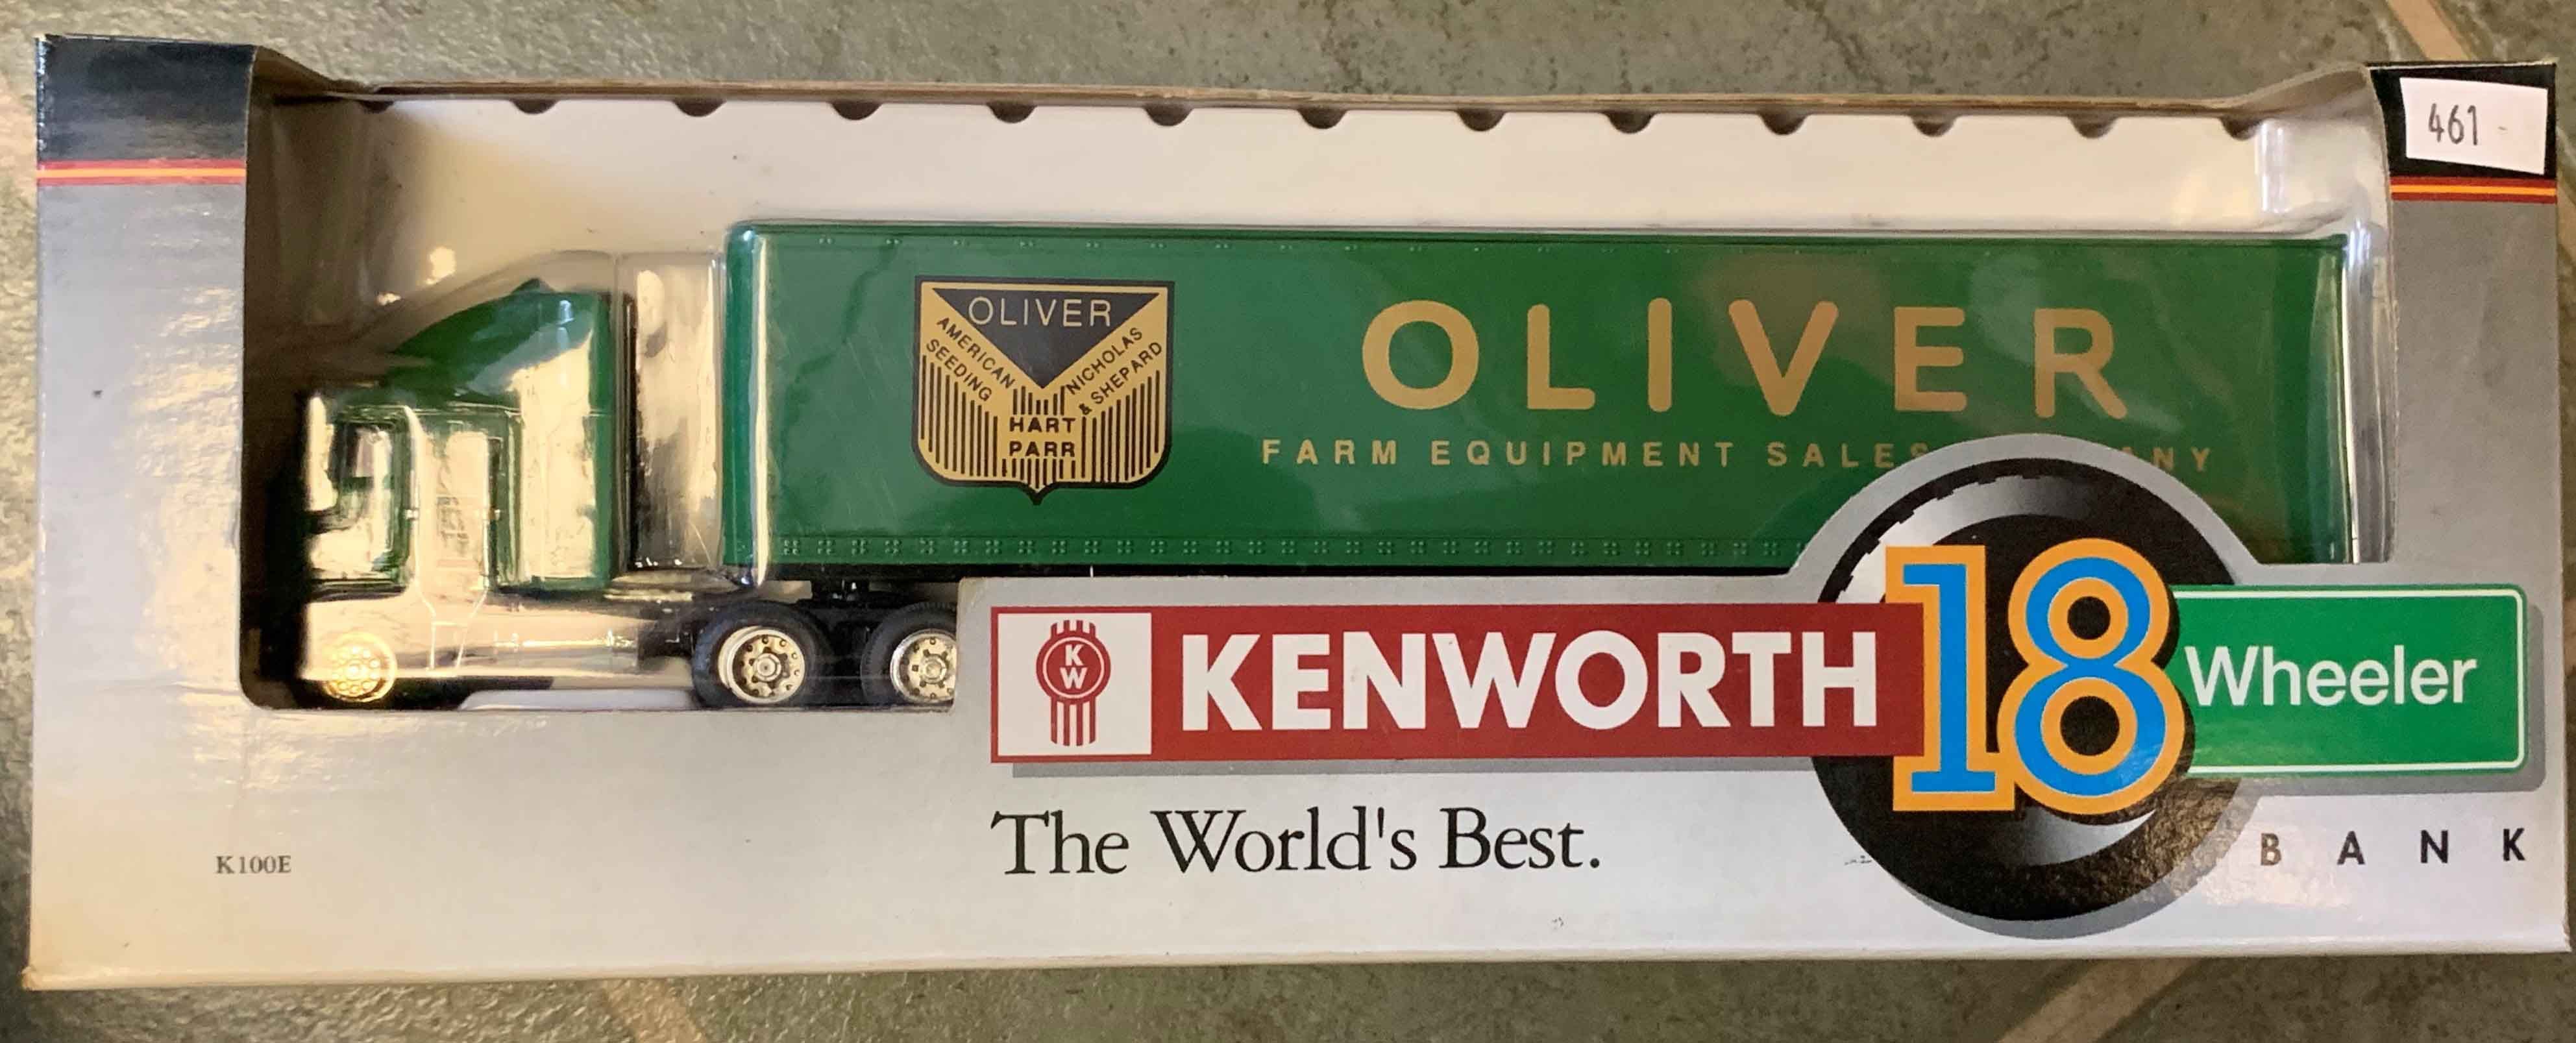 461 -
OLIVER
AMERICAN
SEEDING
NICHOLAS
& SHEPARD
HART
PARR
OLIVER
FARM EQUIPMENT SALES
KW
KENWORTH 18 Wheeler
The World's Best.
BANK
K100E